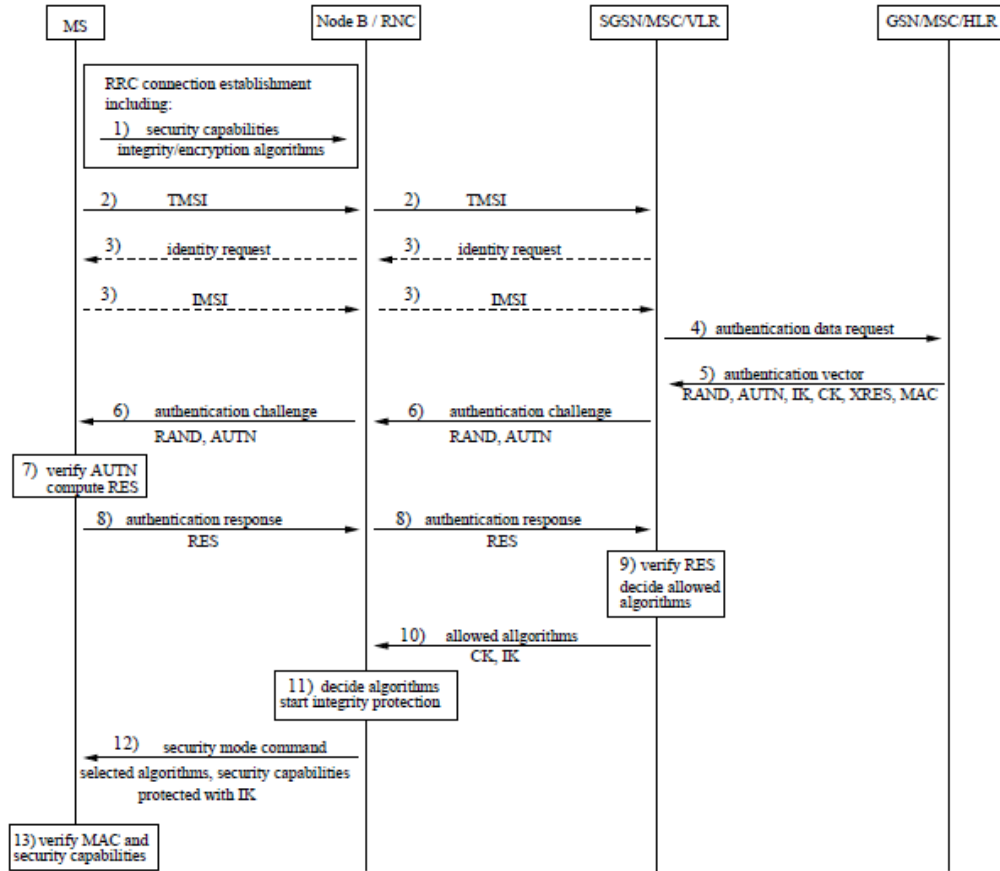 MS
Node B / RNC
SGSN/MSC/VLR
GSN/MSC/HLR
RRC connection establishment
including:
1) security capabilities
integrity/encryption algorithms
2) TMSI
2) TMSI
3) identity request
3) identity request
3) IMSI
3) IMSI
4) authentication data request
5) authentication vector
RAND, AUTN, IK, CK, XRES, MAC
6) authentication challenge
RAND, AUTN
6) authentication challenge
RAND, AUTN
7) verify AUTN
compute RES
8) authentication response
RES
8) authentication response
RES
9) verify RES
decide allowed
algorithms
10) allowed allgorithms
CK, IK
11) decide algorithms
start integrity protection
12) security mode command
selected algorithms, security capabilities
protected with IK
13) verify MAC and
security capabilities